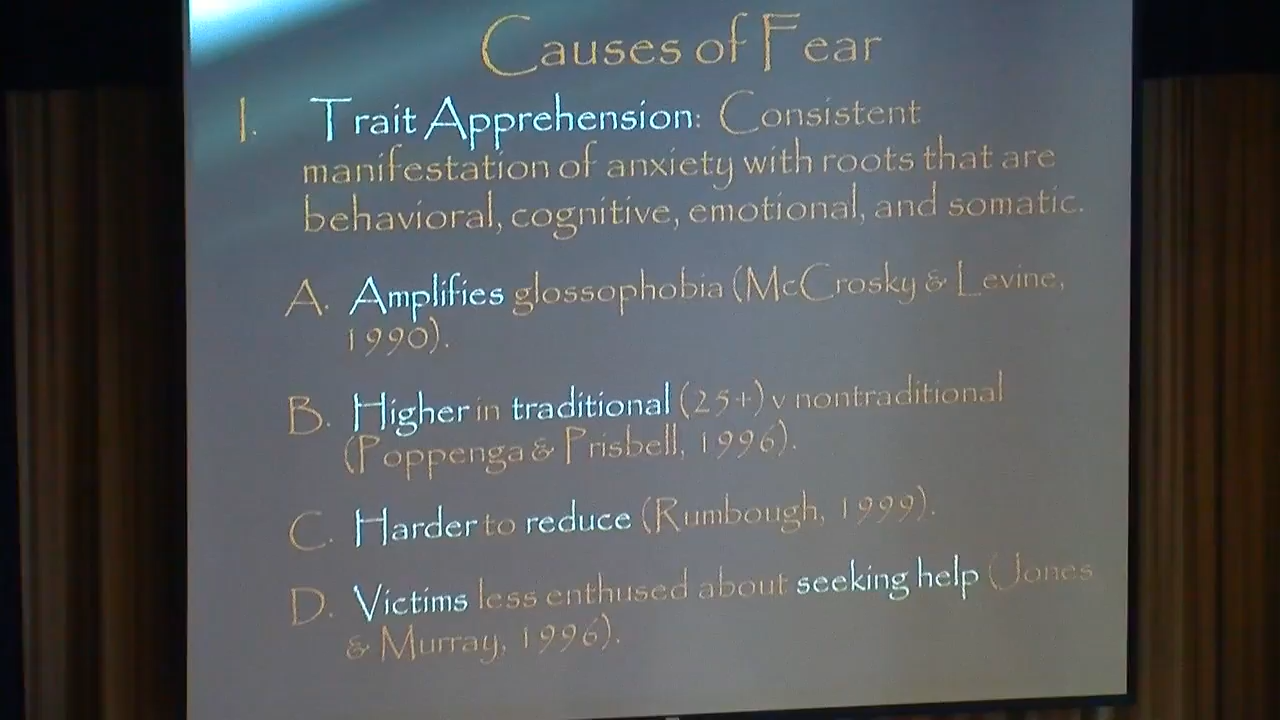 Causes of Fear
I. Trait Apprehension: Consistent
manifestation of anxiety with roots that are
behavioral, cognitive, emotional, and somatic.
A. Amplifies glossophobia (McCrosky & Levine,
1990).
B. Higher in traditional (25+) v nontraditional
(Poppenga & Prisbell, 1996).
C. Harder to reduce (Rumbough, 1999).
D. Victims less enthused about seeking help (Jones
& Murray, 1996).